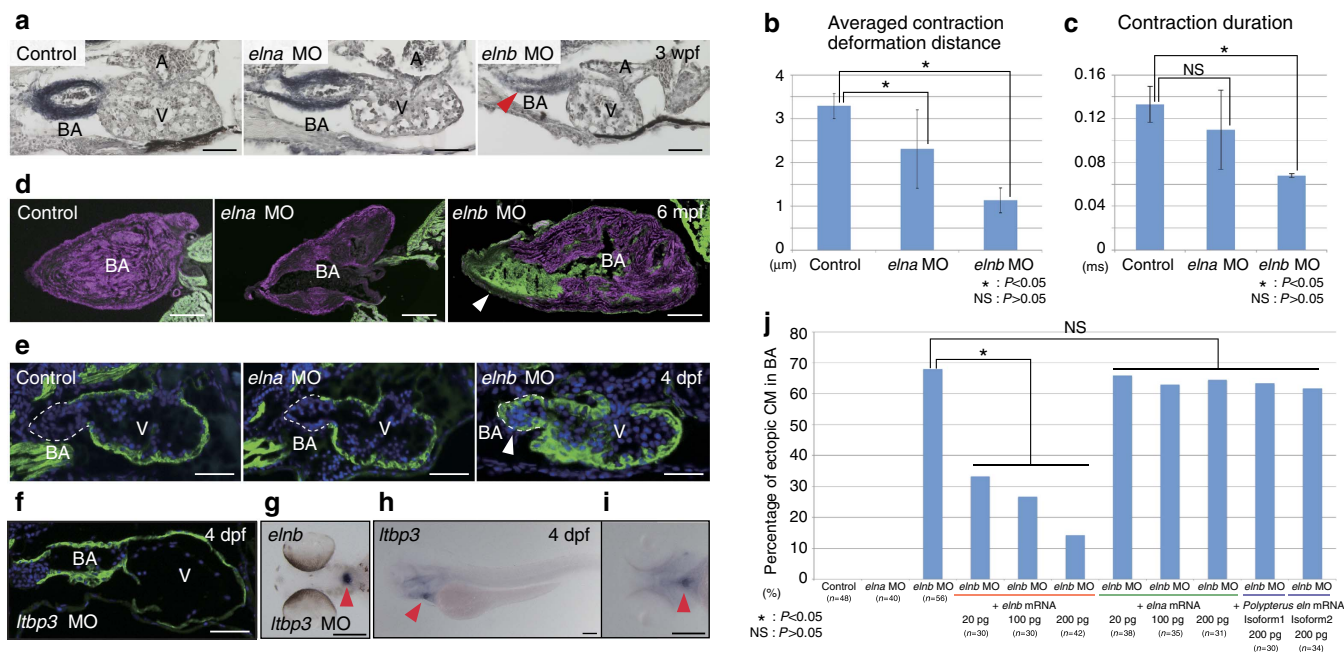 a
Control
elna MO
elnb MO
3 wpf
A
A
A
V
V
V
BA
BA
BA
b
Averaged contraction
deformation distance
4
3
2
1
0
(μm)
*
*
Control
elna MO
elnb MO
* : P<0.05
NS : P>0.05
c
Contraction duration
0.16
0.12
0.08
0.04
0
(ms)
*
NS
Control
elna MO
elnb MO
* : P<0.05
NS : P>0.05
d
Control
elna MO
elnb MO
6 mpf
BA
BA
BA
e
Control
elna MO
elnb MO
4 dpf
V
V
V
BA
BA
BA
f
4 dpf
BA
V
ltbp3 MO
g
elnb
ltbp3 MO
h
ltbp3
4 dpf
i
j
Percentage of ectopic CM in BA
80
70
60
50
40
30
20
10
0
(%)
NS
*
Control
(n=48)
elna MO
(n=40)
elnb MO
(n=56)
elnb MO
elnb MO
elnb MO
+ elnb mRNA
20 pg
100 pg
200 pg
(n=30)
(n=30)
(n=42)
elnb MO
elnb MO
elnb MO
+ elna mRNA
20 pg
100 pg
200 pg
(n=38)
(n=35)
(n=31)
elnb MO
elnb MO
+ Polypterus eln mRNA
Isoform1
Isoform2
200 pg
200 pg
(n=30)
(n=34)
* : P<0.05
NS : P>0.05